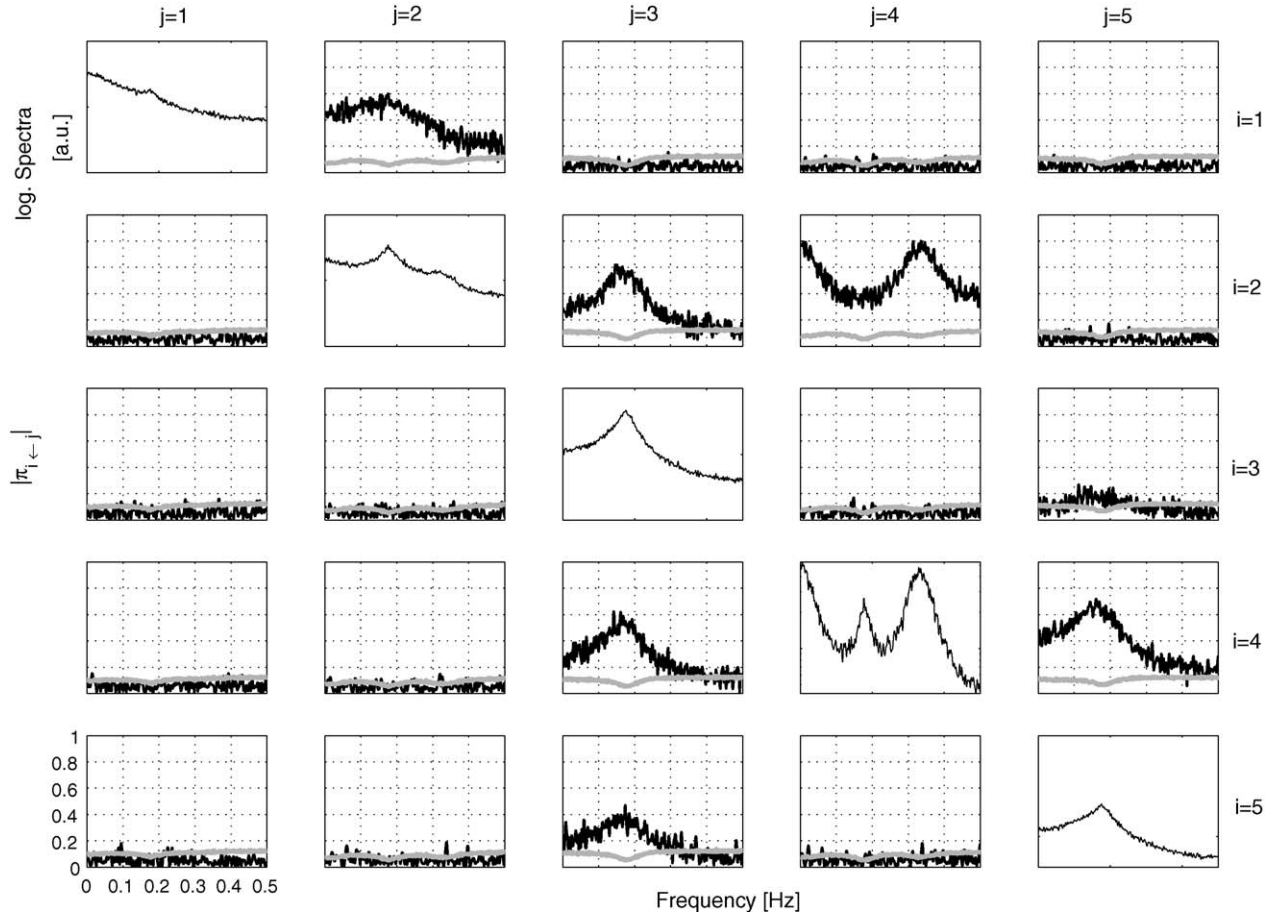 j=1 j=2 j=3 j=4 j=5
log. Spectra
[a.u.]
i=1
i=2
|π i ← j|
i=3
i=4
1
0.8
0.6
0.4
0.2
0
i=5
0 0.1 0.2 0.3 0.4 0.5
Frequency [Hz]